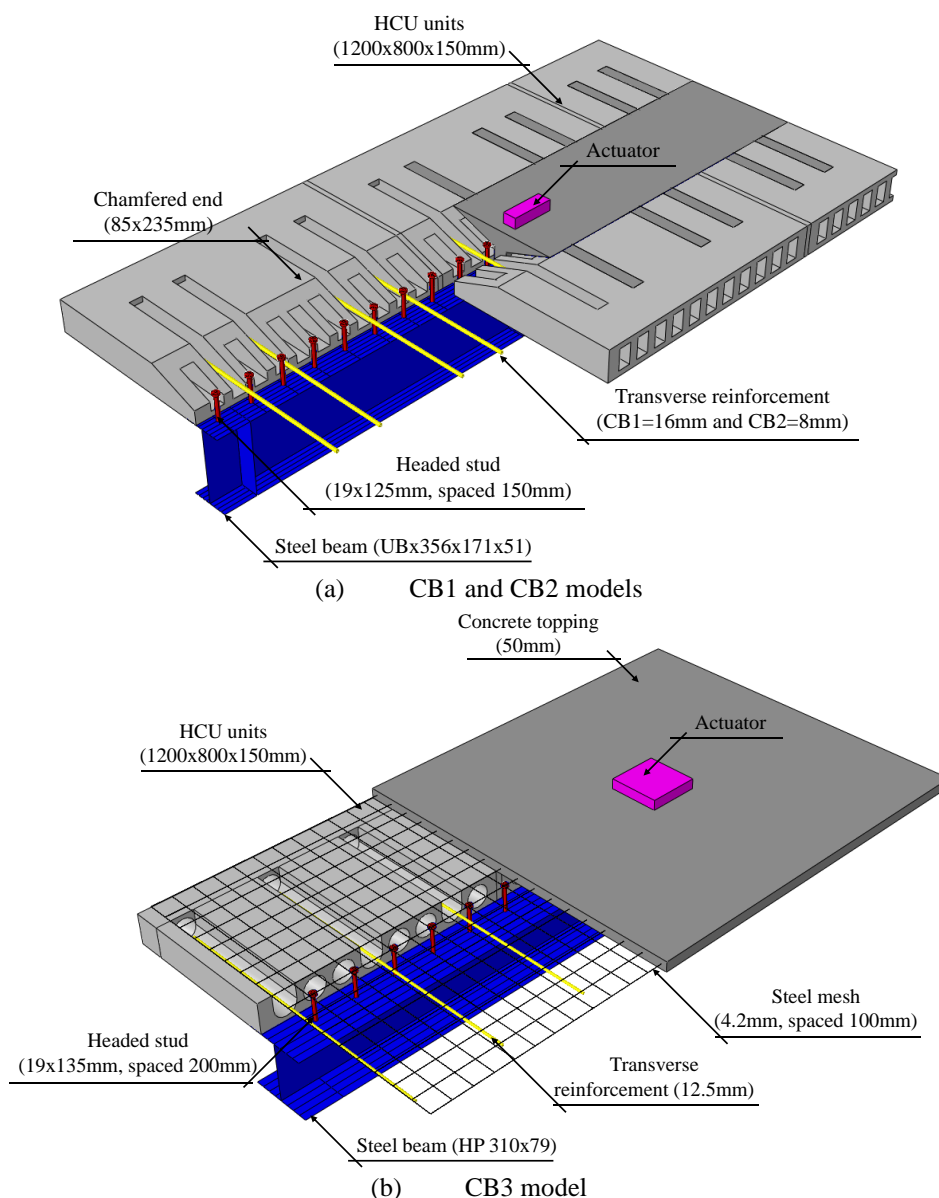 HCU units
(1200x800x150mm)
Actuator
Chamfered end
(85x235mm)
Transverse reinforcement
(CB1=16mm and CB2=8mm)
Headed stud
(19x125mm, spaced 150mm)
Steel beam (UBx356x171x51)
(a) CB1 and CB2 models
Concrete topping
(50mm)
HCU units
(1200x800x150mm)
Actuator
Steel mesh
(4.2mm, spaced 100mm)
Headed stud
(19x135mm, spaced 200mm)
Transverse
reinforcement (12.5mm)
Steel beam (HP 310x79)
(b) CB3 model